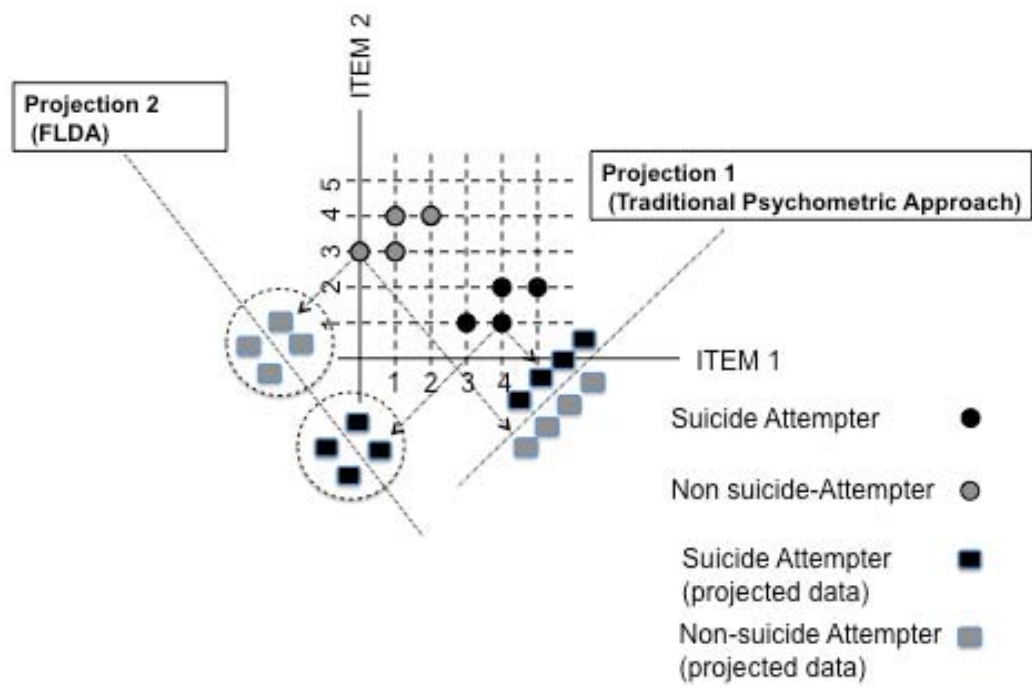 ITEM 2
Projection 2
(FLDA)
Projection 1
(Traditional Psychometric Approach)
5
4
3
2
1
1 2 3 4
ITEM 1
Suicide Attempter
Non suicide-Attempter
Suicide Attempter
(projected data)
Non-suicide Attempter
(projected data)